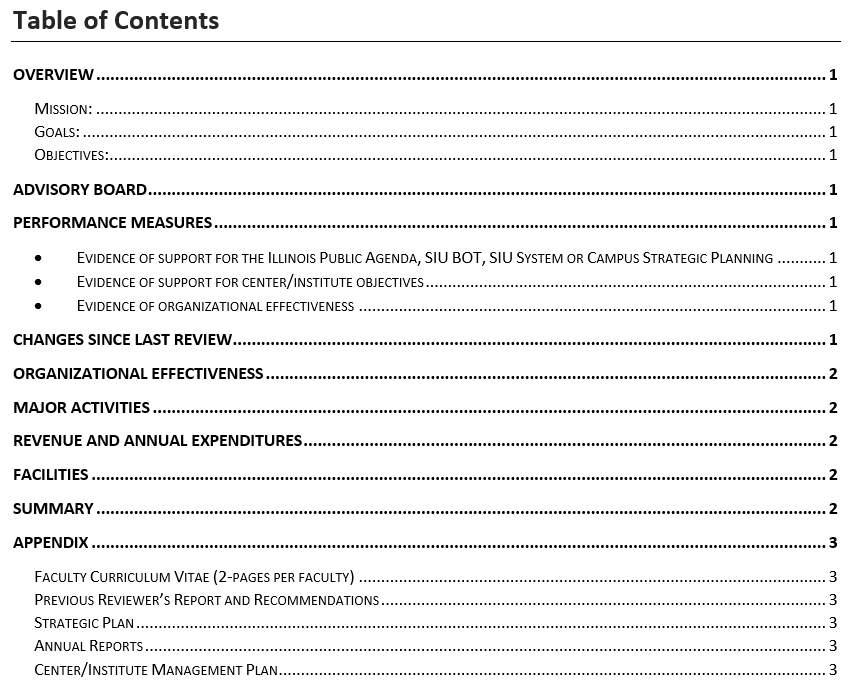 Table of Contents
OVERVIEW ........ 1
Mission: ........ 1
Goals: ........ 1
Objectives: ........ 1
ADVISORY BOARD ........ 1
PERFORMANCE MEASURES ........ 1
• Evidence of support for the Illinois Public Agenda, SIU BOT, SIU System or Campus Strategic Planning ........ 1
• Evidence of support for center/institute objectives ........ 1
• Evidence of organizational effectiveness ........ 1
CHANGES SINCE LAST REVIEW ........ 1
ORGANIZATIONAL EFFECTIVENESS ........ 2
MAJOR ACTIVITIES ........ 2
REVENUE AND ANNUAL EXPENDITURES ........ 2
FACILITIES ........ 2
SUMMARY ........ 2
APPENDIX ........ 3
Faculty Curriculum Vitae (2-pages per faculty) ........ 3
Previous Reviewer’s Report and Recommendations ........ 3
Strategic Plan ........ 3
Annual Reports ........ 3
Center/Institute Management Plan ........ 3